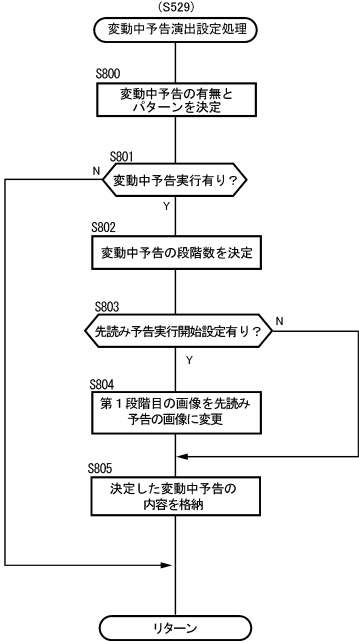 (S529)
変動中予告演出設定処理
S800
変動中予告の有無と
パターンを決定
S801
変動中予告実行有り？
N
Y
S802
変動中予告の段階数を決定
S803
先読み予告実行開始設定有り？
N
Y
S804
第１段階目の画像を先読み
予告の画像に変更
S805
決定した変動中予告の
内容を格納
リターン